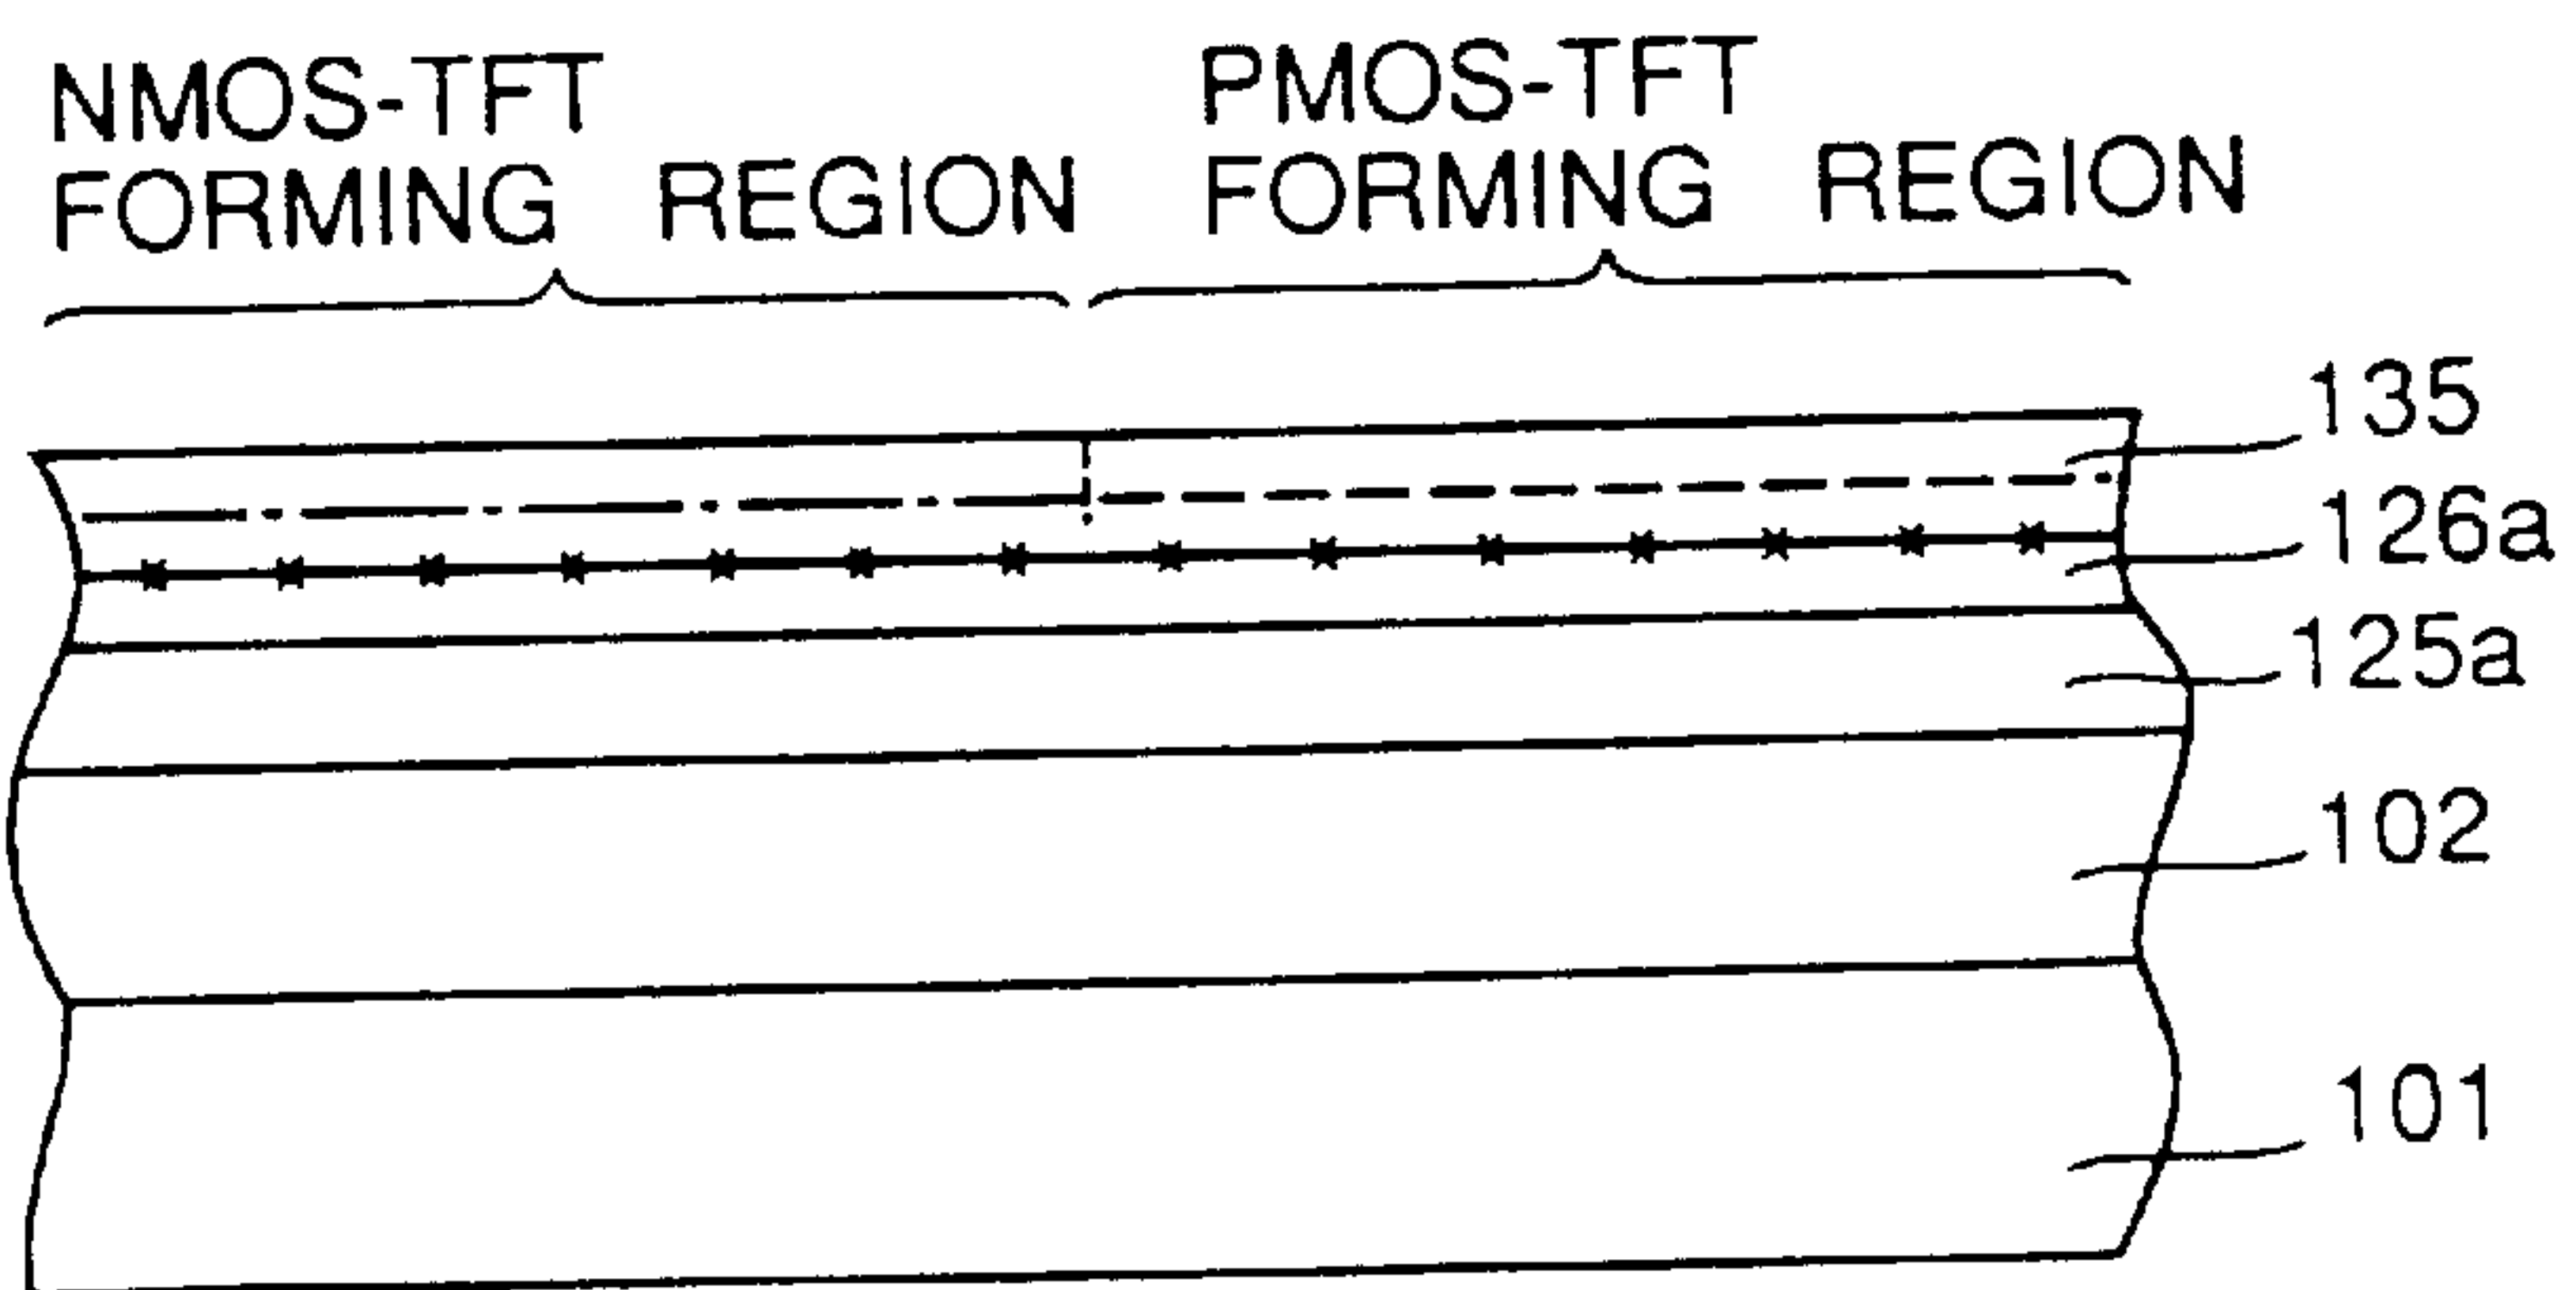 NMOS-TFT
FORMING REGION
PMOS-TFT
FORMING REGION
135
126a
125a
102
101